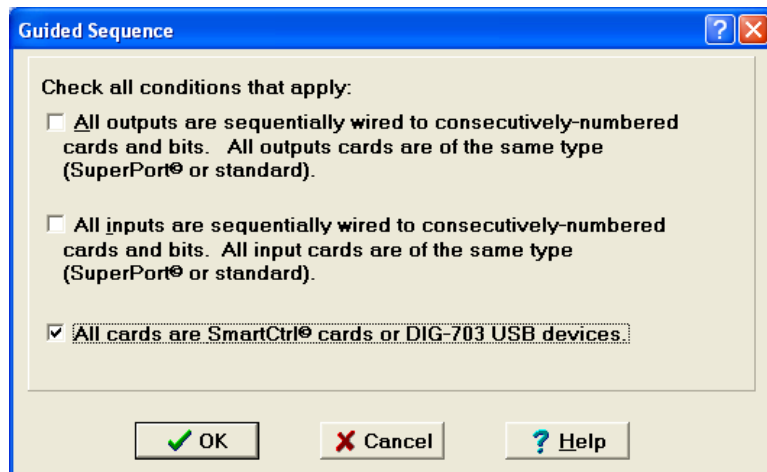 Guided Sequence
Check all conditions that apply:
All outputs are sequentially wired to consecutively-numbered
cards and bits. All outputs cards are of the same type
(SuperPort© or standard).
All inputs are sequentially wired to consecutively-numbered
cards and bits. All input cards are of the same type
(SuperPort© or standard).
All cards are SmartCtrl© cards or DIG-703 USB devices.
OK
Cancel
? Help